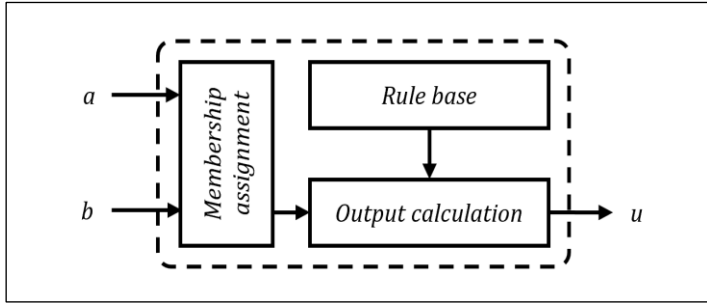 a
b
Membership
assignment
Rule base
Output calculation
u